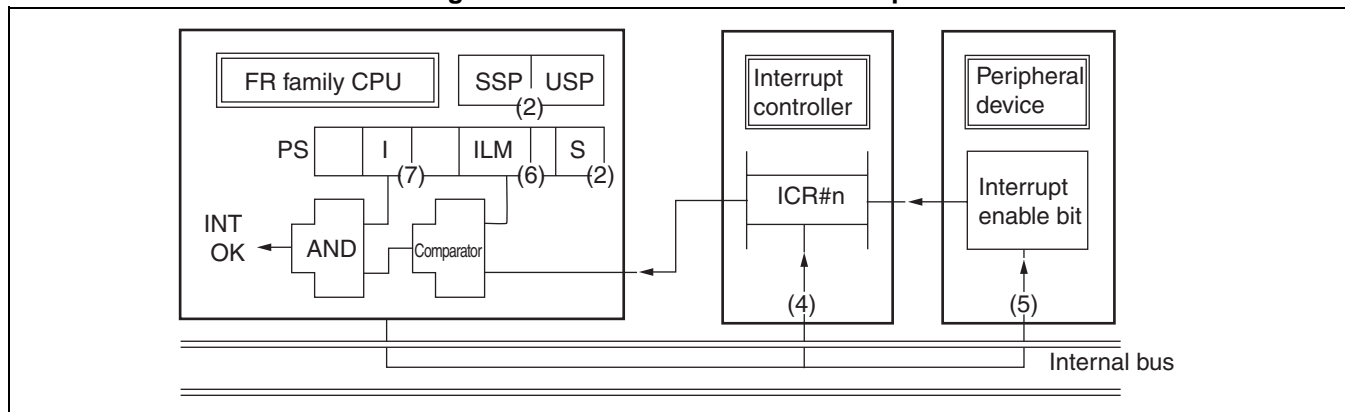 FR family CPU
SSP USP
(2)
PS I ILM S
(7) (6) (2)
INT
OK
AND
Comparator
Interrupt
controller
ICR#n
(4)
Peripheral
device
Interrupt
enable bit
(5)
Internal bus